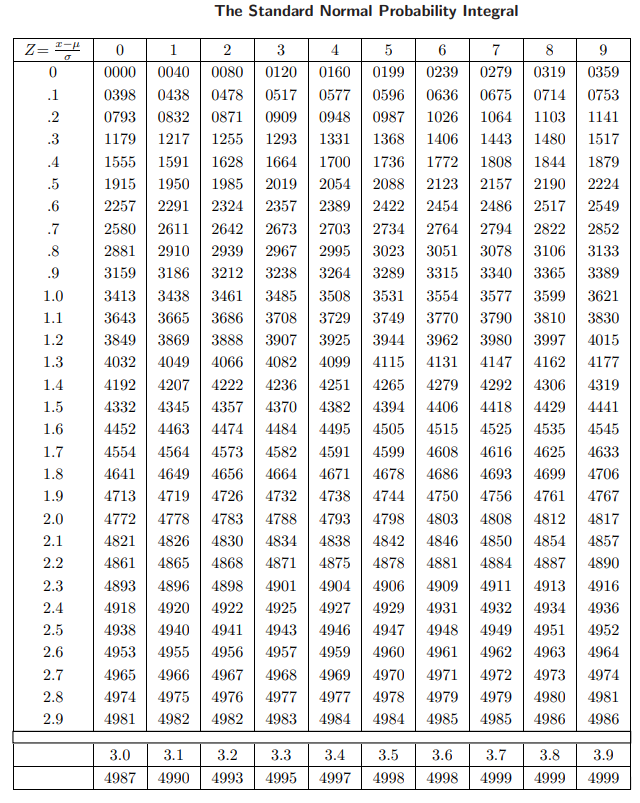 The Standard Normal Probability Integral
Z= x−μ/σ 0 1 2 3 4 5 6 7 8 9
0 0000 0040 0080 0120 0160 0199 0239 0279 0319 0359
.1 0398 0438 0478 0517 0577 0596 0636 0675 0714 0753
.2 0793 0832 0871 0909 0948 0987 1026 1064 1103 1141
.3 1179 1217 1255 1293 1331 1368 1406 1443 1480 1517
.4 1555 1591 1628 1664 1700 1736 1772 1808 1844 1879
.5 1915 1950 1985 2019 2054 2088 2123 2157 2190 2224
.6 2257 2291 2324 2357 2389 2422 2454 2486 2517 2549
.7 2580 2611 2642 2673 2703 2734 2764 2794 2822 2852
.8 2881 2910 2939 2967 2995 3023 3051 3078 3106 3133
.9 3159 3186 3212 3238 3264 3289 3315 3340 3365 3389
1.0 3413 3438 3461 3485 3508 3531 3554 3577 3599 3621
1.1 3643 3665 3686 3708 3729 3749 3770 3790 3810 3830
1.2 3849 3869 3888 3907 3925 3944 3962 3980 3997 4015
1.3 4032 4049 4066 4082 4099 4115 4131 4147 4162 4177
1.4 4192 4207 4222 4236 4251 4265 4279 4292 4306 4319
1.5 4332 4345 4357 4370 4382 4394 4406 4418 4429 4441
1.6 4452 4463 4474 4484 4495 4505 4515 4525 4535 4545
1.7 4554 4564 4573 4582 4591 4599 4608 4616 4625 4633
1.8 4641 4649 4656 4664 4671 4678 4686 4693 4699 4706
1.9 4713 4719 4726 4732 4738 4744 4750 4756 4761 4767
2.0 4772 4778 4783 4788 4793 4798 4803 4808 4812 4817
2.1 4821 4826 4830 4834 4838 4842 4846 4850 4854 4857
2.2 4861 4865 4868 4871 4875 4878 4881 4884 4887 4890
2.3 4893 4896 4898 4901 4904 4906 4909 4911 4913 4916
2.4 4918 4920 4922 4925 4927 4929 4931 4932 4934 4936
2.5 4938 4940 4941 4943 4946 4947 4948 4949 4951 4952
2.6 4953 4955 4956 4957 4959 4960 4961 4962 4963 4964
2.7 4965 4966 4967 4968 4969 4970 4971 4972 4973 4974
2.8 4974 4975 4976 4977 4977 4978 4979 4979 4980 4981
2.9 4981 4982 4982 4983 4984 4984 4985 4985 4986 4986
3.0 3.1 3.2 3.3 3.4 3.5 3.6 3.7 3.8 3.9
4987 4990 4993 4995 4997 4998 4998 4999 4999 4999